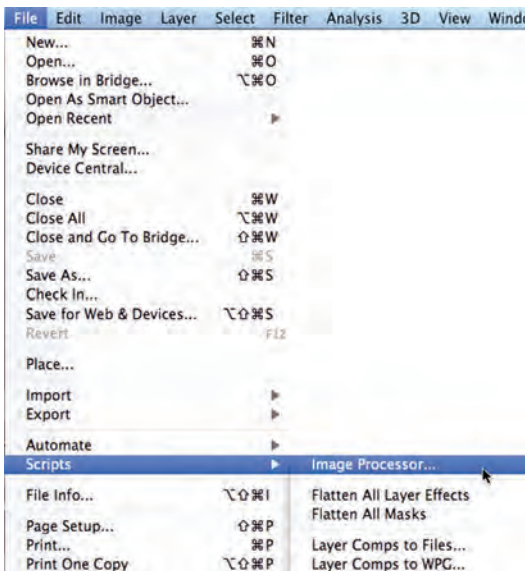 File Edit Image Layer Select Filter Analysis 3D View
New... ⌘N
Open... ⌘O
Browse in Bridge... ⌥⌘O
Open As Smart Object...
Open Recent
Share My Screen...
Device Central...
Close ⌘W
Close All ⌥⌘W
Close and Go To Bridge... ⇧⌘W
Save ⌘S
Save As... ⇧⌘S
Check In...
Save for Web & Devices... ⌥⇧⌘S
Revert F12
Place...
Import
Export
Automate
Scripts Image Processor...
File Info... ⌥⇧⌘I Flatten All Layer Effects
Flatten All Masks
Page Setup... ⇧⌘P
Print... ⌘P Layer Comps to Files...
Print One Copy ⌥⇧⌘P Layer Comps to WPG...